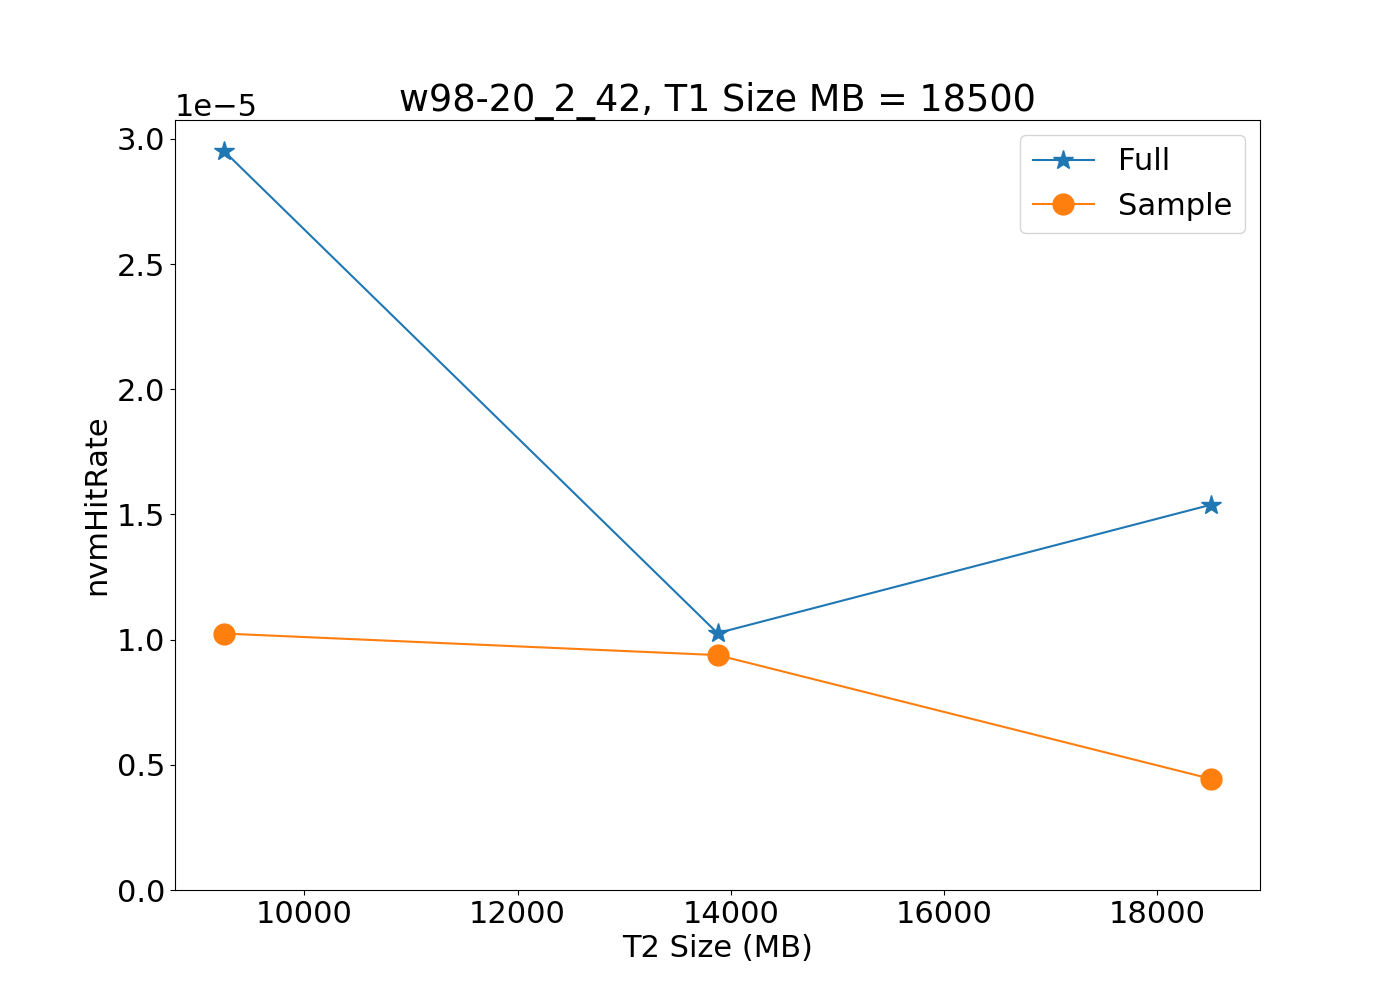 w98-20_2_42, T1 Size MB = 18500
1e−5
Full
Sample
3.0
2.5
2.0
1.5
1.0
0.5
0.0
nvmHitRate
10000 12000 14000 16000 18000
T2 Size (MB)